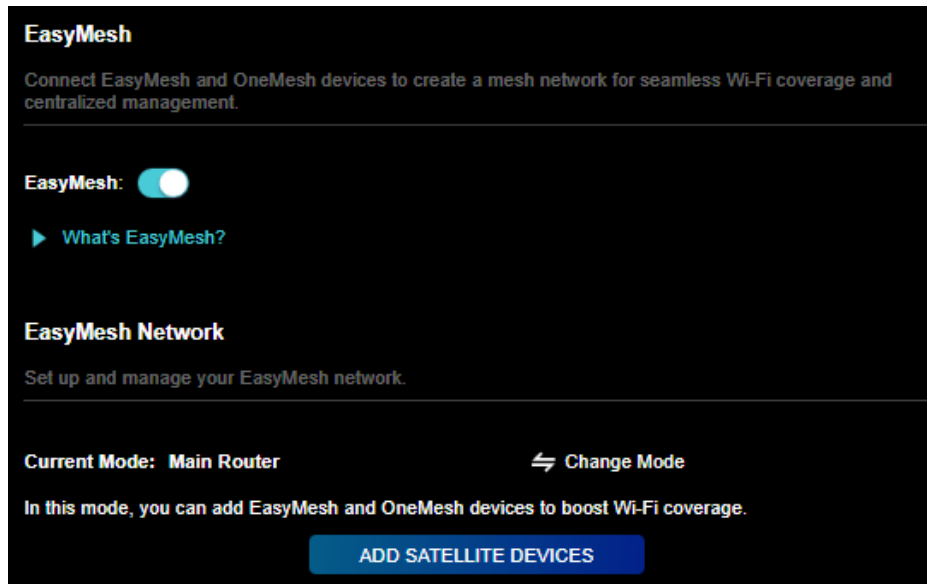 EasyMesh
Connect EasyMesh and OneMesh devices to create a mesh network for seamless Wi-Fi coverage and
centralized management.
EasyMesh:
What's EasyMesh?
EasyMesh Network
Set up and manage your EasyMesh network.
Current Mode: Main Router Change Mode
In this mode, you can add EasyMesh and OneMesh devices to boost Wi-Fi coverage.
ADD SATELLITE DEVICES